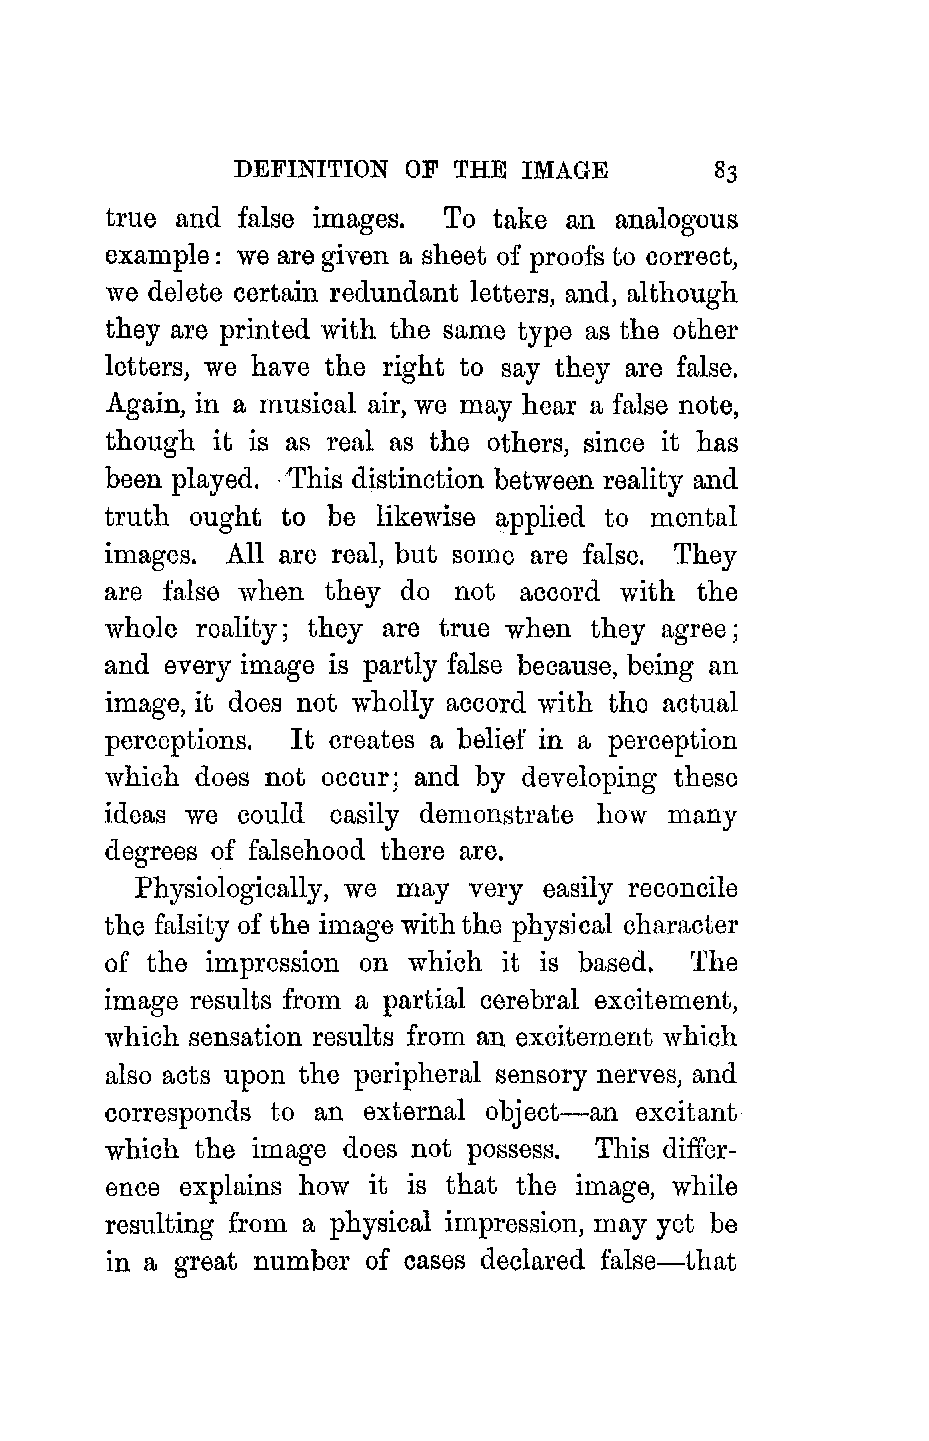 DEFINITION OF THE IMAGE 83
true and false images. To take an analogous
example: we are given a sheet of proofs to correct,
we delete certain redundant letters, and, although
they are printed with the same type as the other
letters, we have the right to say they are false.
Again, in a musical air, we may hear a false note,
though it is as real as the others, since it has
been played. This distinction between reality and
truth ought to be likewise applied to mental
images. All are real, but some are false. They
are false when they do not accord with the
whole reality; they are true when they agree;
and every image is partly false because, being an
image, it does not wholly accord with the actual
perceptions. It creates a belief in a perception
which does not occur; and by developing these
ideas we could easily demonstrate how many
degrees of falsehood there are.
Physiologically, we may very easily reconcile
the falsity of the image with the physical character
of the impression on which it is based. The
image results from a partial cerebral excitement,
which sensation results from an excitement which
also acts upon the peripheral sensory nerves, and
corresponds to an external object—an excitant
which the image does not possess. This differ-
ence explains how it is that the image, while
resulting from a physical impression, may yet be
in a great number of cases declared false—that